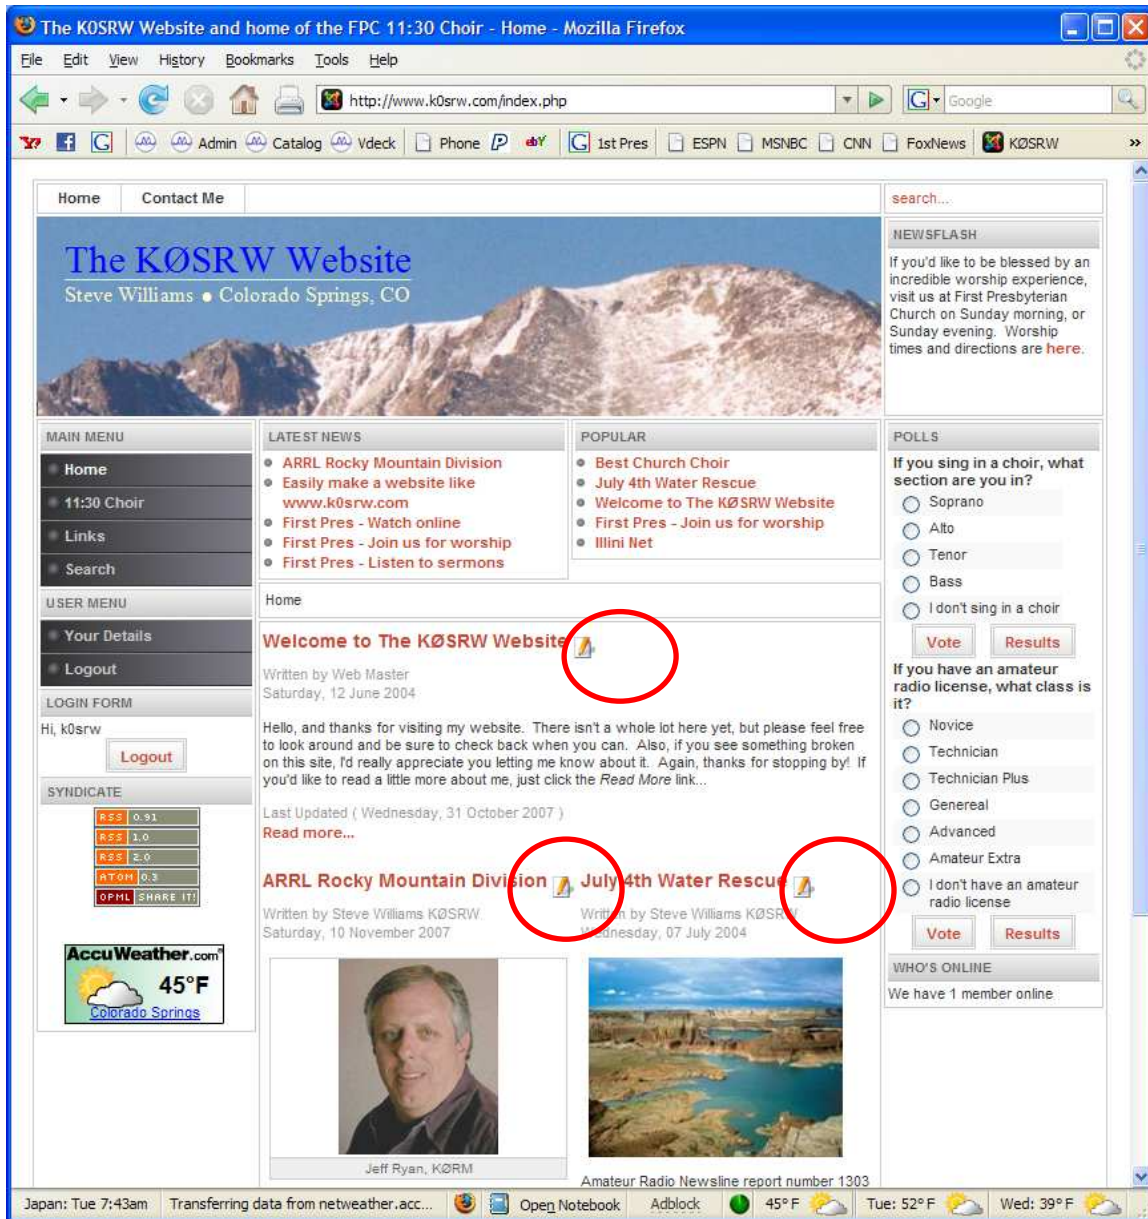 The K0SRW Website and home of the FPC 11:30 Choir - Home - Mozilla Firefox
File Edit View History Bookmarks Tools Help
http://www.k0srw.com/index.php
Google
Admin Catalog Vdeck Phone ebY 1st Pres ESPN MSNBC CNN FoxNews KØSRW »
Home Contact Me
search...
The KØSRW Website
Steve Williams ● Colorado Springs, CO
NEWSFLASH
If you'd like to be blessed by an
incredible worship experience,
visit us at First Presbyterian
Church on Sunday morning, or
Sunday evening. Worship
times and directions are here.
MAIN MENU
Home
11:30 Choir
Links
Search
USER MENU
Your Details
Logout
LOGIN FORM
Hi, k0srw
Logout
SYNDICATE
RSS 0.91
RSS 1.0
RSS 2.0
ATOM 0.3
OPML SHARE IT!
AccuWeather.com
45°F
Colorado Springs
LATEST NEWS
ARRL Rocky Mountain Division
Easily make a website like
www.k0srw.com
First Pres - Watch online
First Pres - Join us for worship
First Pres - Listen to sermons
POPULAR
Best Church Choir
July 4th Water Rescue
Welcome to The KØSRW Website
First Pres - Join us for worship
Illini Net
Home
Welcome to The KØSRW Website
Written by Web Master
Saturday, 12 June 2004
Hello, and thanks for visiting my website. There isn't a whole lot here yet, but please feel free
to look around and be sure to check back when you can. Also, if you see something broken
on this site, I'd really appreciate you letting me know about it. Again, thanks for stopping by! If
you'd like to read a little more about me, just click the Read More link...
Last Updated ( Wednesday, 31 October 2007 )
Read more...
ARRL Rocky Mountain Division
Written by Steve Williams KØSRW
Saturday, 10 November 2007
Jeff Ryan, KØRM
July 4th Water Rescue
Written by Steve Williams KØSRW
Wednesday, 07 July 2004
Amateur Radio Newsline report number 1303
POLLS
If you sing in a choir, what
section are you in?
Soprano
Alto
Tenor
Bass
I don't sing in a choir
Vote Results
If you have an amateur
radio license, what class is
it?
Novice
Technician
Technician Plus
Genereal
Advanced
Amateur Extra
I don't have an amateur
radio license
Vote Results
WHO'S ONLINE
We have 1 member online
Japan: Tue 7:43am Transferring data from netweather.acc... Open Notebook Adblock 45° F Tue: 52° F Wed: 39° F